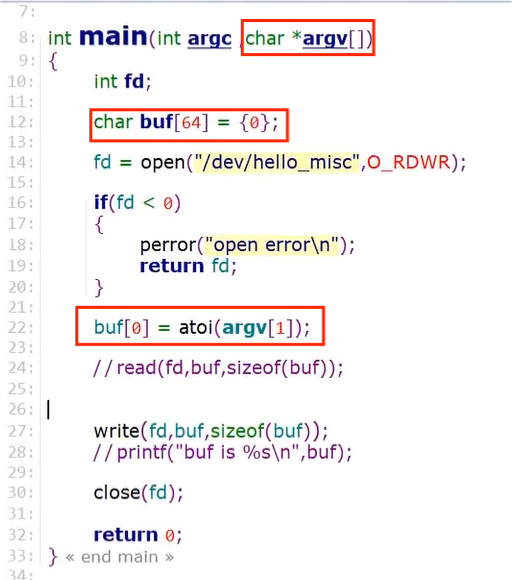 7:
8: int main(int argc ,char *argv[])
9: {
10: int fd;
11:
12: char buf[64] = {0};
13:
14: fd = open("/dev/hello_misc",O_RDWR);
15:
16: if(fd < 0)
17: {
18: perror("open error\n");
19: return fd;
20: }
21:
22: buf[0] = atoi(argv[1]);
23:
24: //read(fd,buf,sizeof(buf));
25:
26:
27: write(fd,buf,sizeof(buf));
28: //printf("buf is %s\n",buf);
29:
30: close(fd);
31:
32: return 0;
33: } « end main »
34: